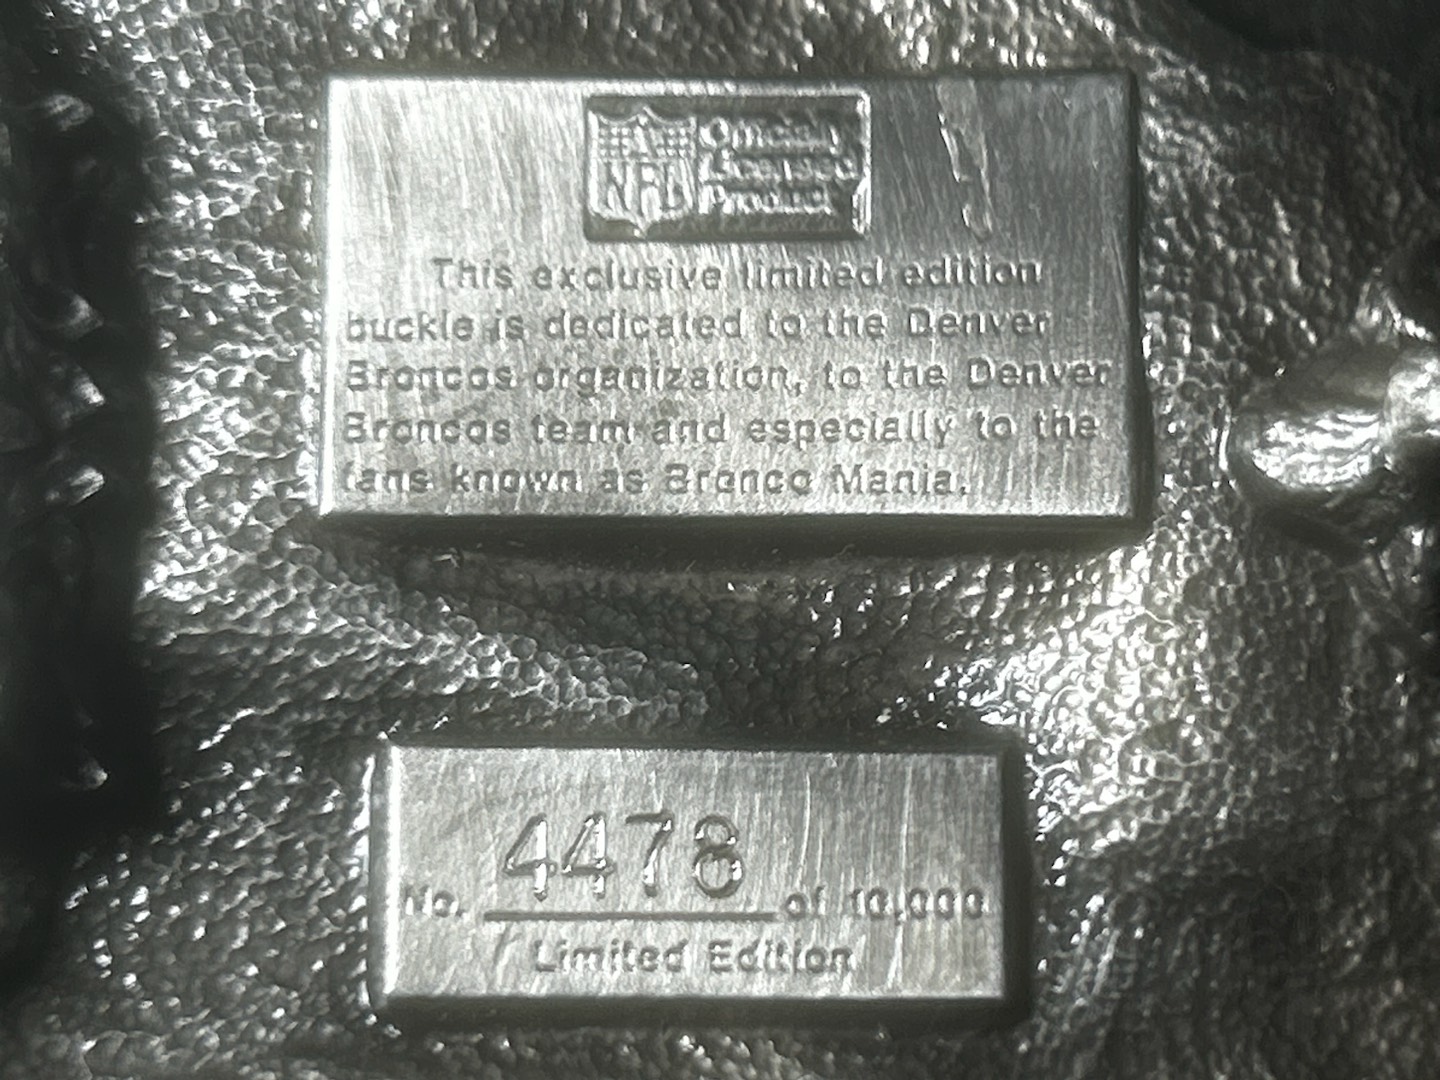 NFL
Officially
Licensed
Product
This exclusive limited edition
buckle is dedicated to the Denver
Broncos organization, to the Denver
Broncos team and especially to the
fans known as Bronco Mania.
No. 4478 of 10,000
Limited Edition